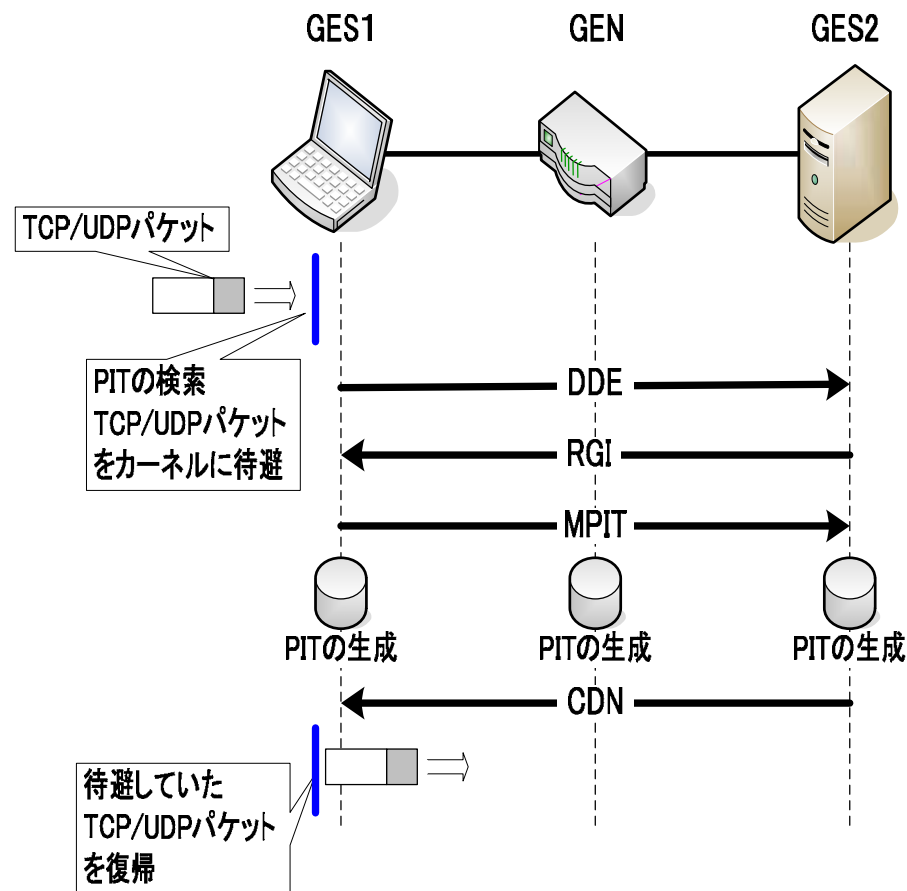 GES1
GEN
GES2
TCP/UDPパケット
PITの検索
TCP/UDPパケット
をカーネルに待避
DDE
RGI
MPIT
PITの生成
PITの生成
PITの生成
CDN
待避していた
TCP/UDPパケット
を復帰